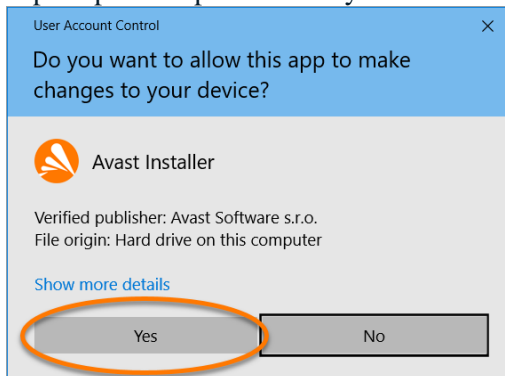 User Account Control
Do you want to allow this app to make
changes to your device?
Avast Installer
Verified publisher: Avast Software s.r.o.
File origin: Hard drive on this computer
Show more details
Yes
No